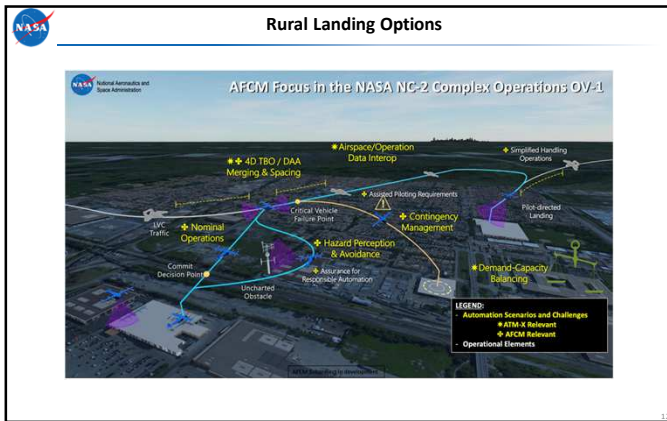 NASA
Rural Landing Options
NASA
National Aeronautics and
Space Administration
AFCM Focus in the NASA NC-2 Complex Operations OV-1
✷Airspace/Operation
Data Interop
✤ Simplified Handling
Operations
✷✤ 4D TBO / DAA
Merging & Spacing
✤ Assisted Piloting Requirements
Critical Vehicle
Failure Point
LVC
Traffic
✤ Nominal
Operations
✤ Contingency
Management
Pilot-directed
Landing
✤ Hazard Perception
& Avoidance
Commit
Decision Point
✤ Assurance for
Responsible Automation
✷Demand-Capacity
Balancing
Uncharted
Obstacle
LEGEND:
- Automation Scenarios and Challenges
✷ATM-X Relevant
✤ AFCM Relevant
- Operational Elements